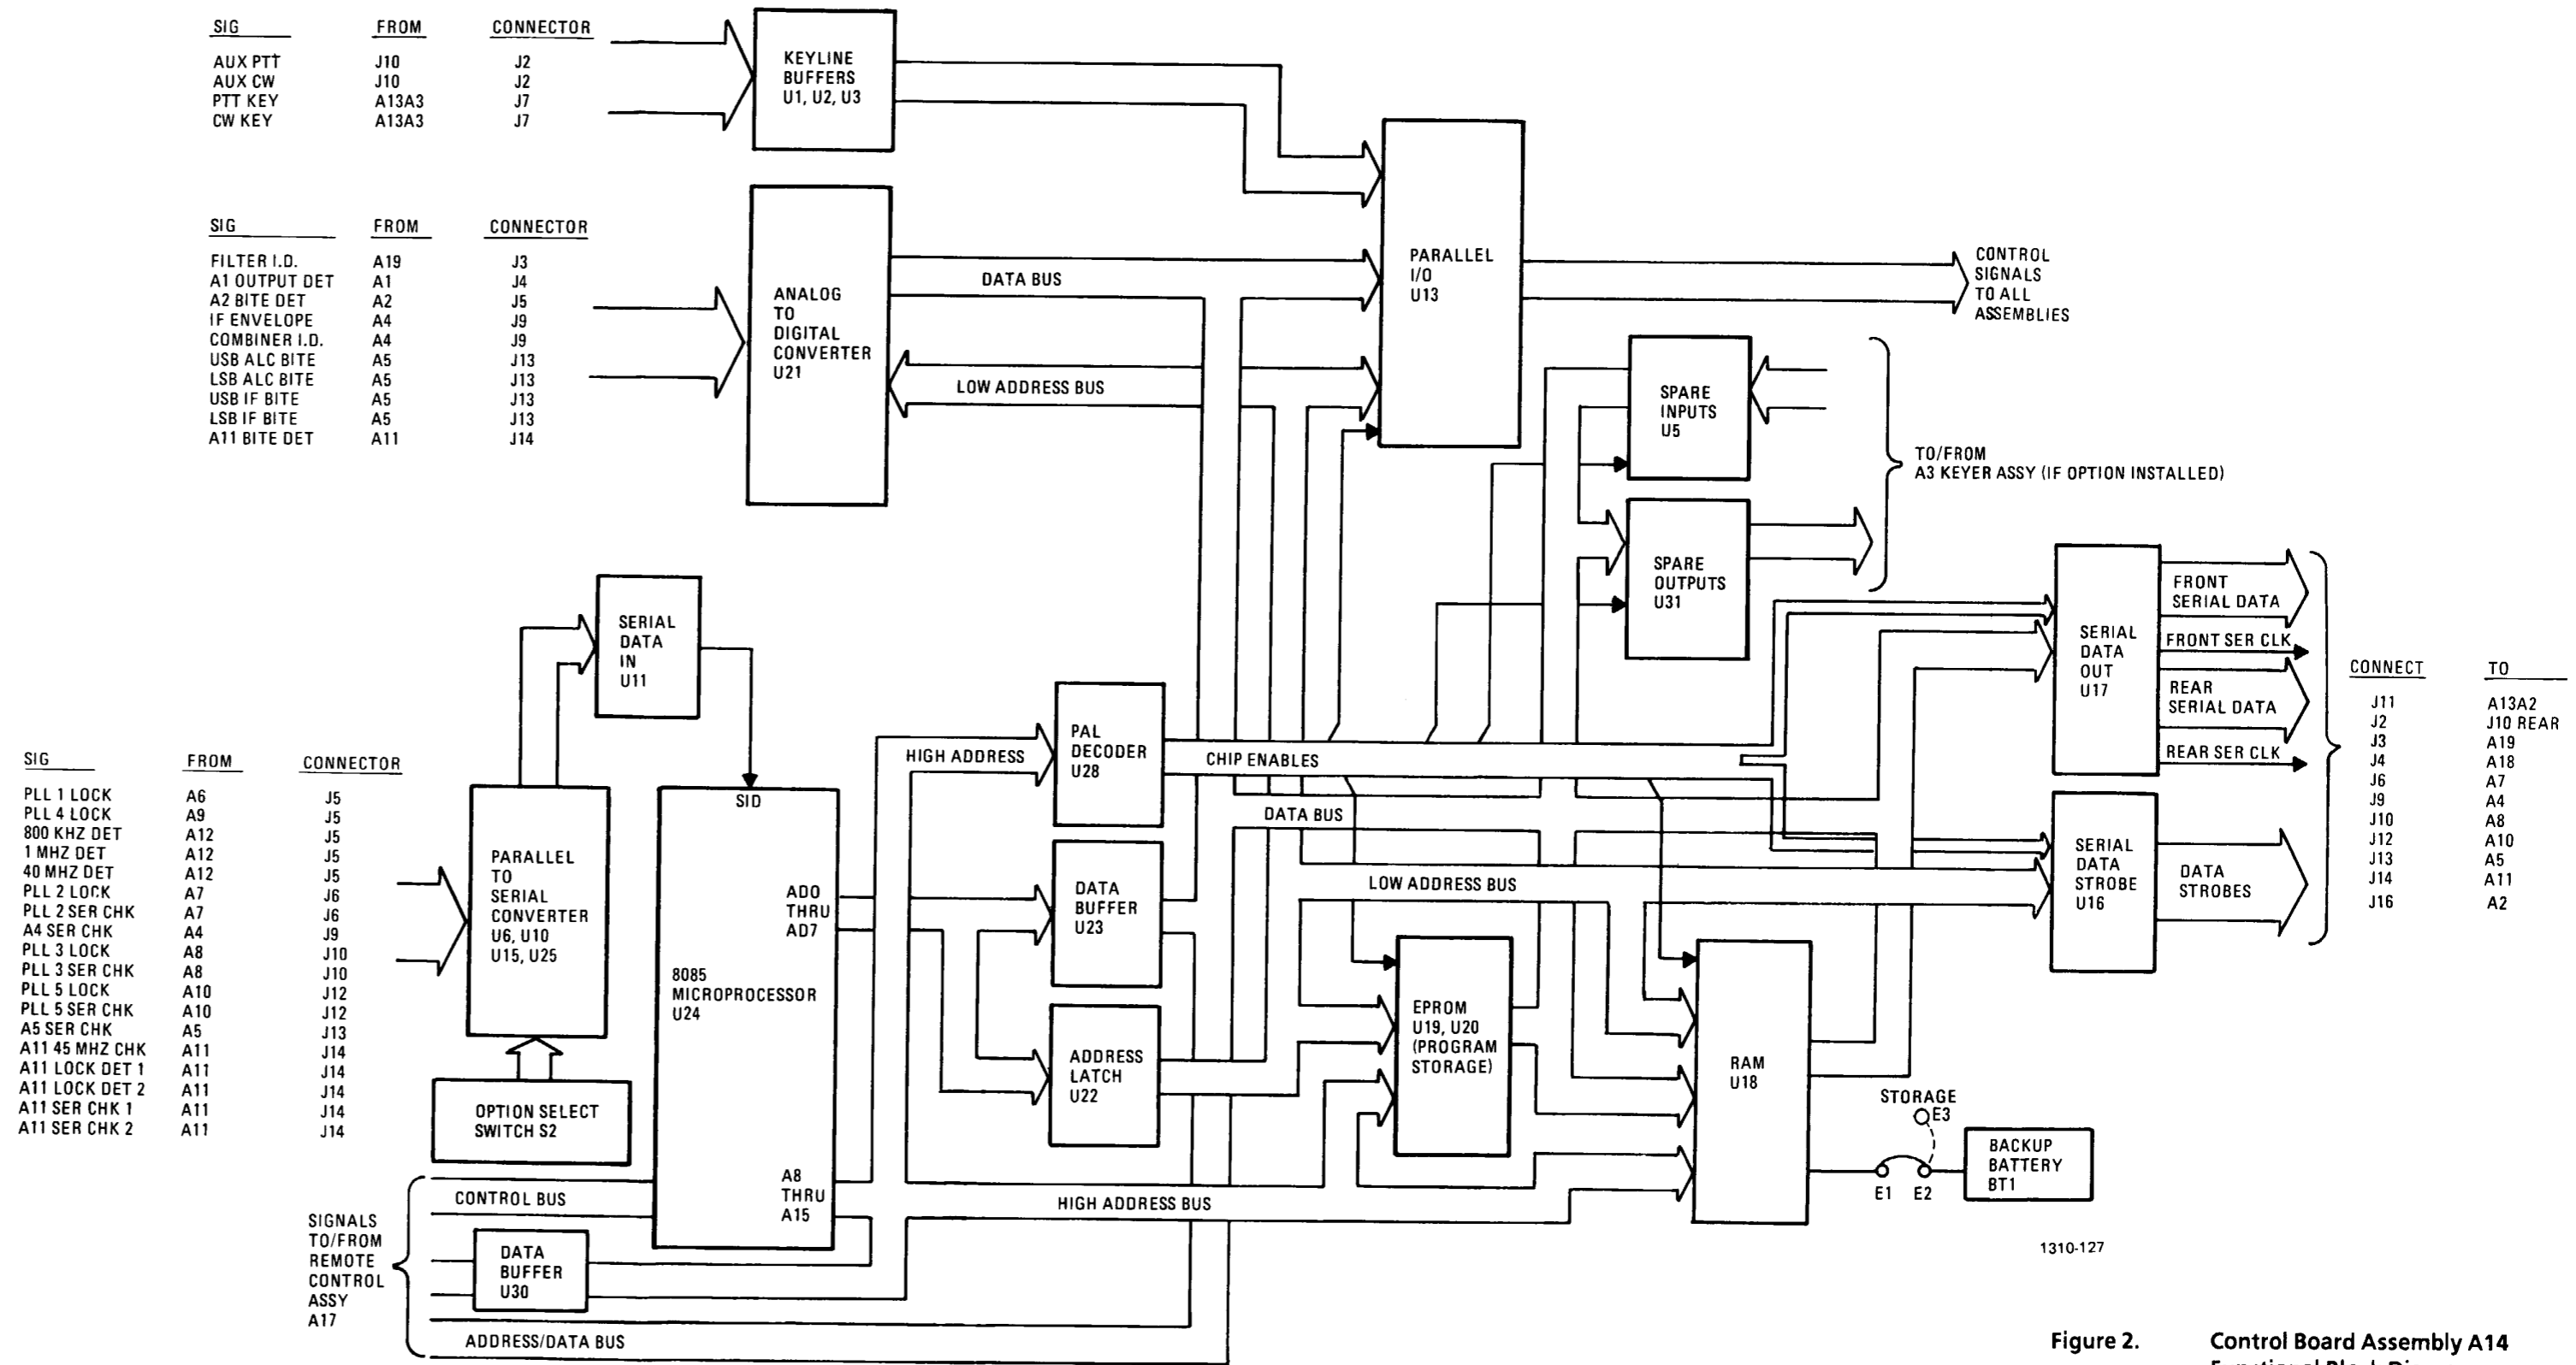 SIG FROM CONNECTOR
AUX PTT J10 J2
AUX CW J10 J2
PTT KEY A13A3 J7
CW KEY A13A3 J7
KEYLINE
BUFFERS
U1, U2, U3
SIG FROM CONNECTOR
FILTER I.D. A19 J3
A1 OUTPUT DET A1 J4
A2 BITE DET A2 J5
IF ENVELOPE A4 J9
COMBINER I.D. A4 J9
USB ALC BITE A5 J13
LSB ALC BITE A5 J13
USB IF BITE A5 J13
LSB IF BITE A5 J13
A11 BITE DET A11 J14
ANALOG
TO
DIGITAL
CONVERTER
U21
DATA BUS
LOW ADDRESS BUS
PARALLEL
I/O
U13
CONTROL
SIGNALS
TO ALL
ASSEMBLIES
SPARE
INPUTS
U5
SPARE
OUTPUTS
U31
TO/FROM
A3 KEYER ASSY (IF OPTION INSTALLED)
SERIAL
DATA
IN
U11
SIG FROM CONNECTOR
PLL 1 LOCK A6 J5
PLL 4 LOCK A9 J5
800 KHZ DET A12 J5
1 MHZ DET A12 J5
40 MHZ DET A12 J5
PLL 2 LOCK A7 J6
PLL 2 SER CHK A7 J6
A4 SER CHK A4 J9
PLL 3 LOCK A8 J10
PLL 3 SER CHK A8 J10
PLL 5 LOCK A10 J12
PLL 5 SER CHK A10 J12
A5 SER CHK A5 J13
A11 45 MHZ CHK A11 J14
A11 LOCK DET 1 A11 J14
A11 LOCK DET 2 A11 J14
A11 SER CHK 1 A11 J14
A11 SER CHK 2 A11 J14
PARALLEL
TO
SERIAL
CONVERTER
U6, U10
U15, U25
OPTION SELECT
SWITCH S2
SID
AD0
THRU
AD7
8085
MICROPROCESSOR
U24
A8
THRU
A15
SIGNALS
TO/FROM
REMOTE
CONTROL
ASSY
A17
CONTROL BUS
DATA
BUFFER
U30
ADDRESS/DATA BUS
HIGH ADDRESS
PAL
DECODER
U28
CHIP ENABLES
DATA BUS
DATA
BUFFER
U23
LOW ADDRESS BUS
ADDRESS
LATCH
U22
EPROM
U19, U20
(PROGRAM
STORAGE)
HIGH ADDRESS BUS
RAM
U18
STORAGE
E3
E1 E2
BACKUP
BATTERY
BT1
SERIAL
DATA
OUT
U17
FRONT
SERIAL DATA
FRONT SER CLK
REAR
SERIAL DATA
REAR SER CLK
SERIAL
DATA
STROBE
U16
DATA
STROBES
CONNECT TO
J11 A13A2
J2 J10 REAR
J3 A19
J4 A18
J6 A7
J9 A4
J10 A8
J12 A10
J13 A5
J14 A11
J16 A2
1310-127
Figure 2. Control Board Assembly A14